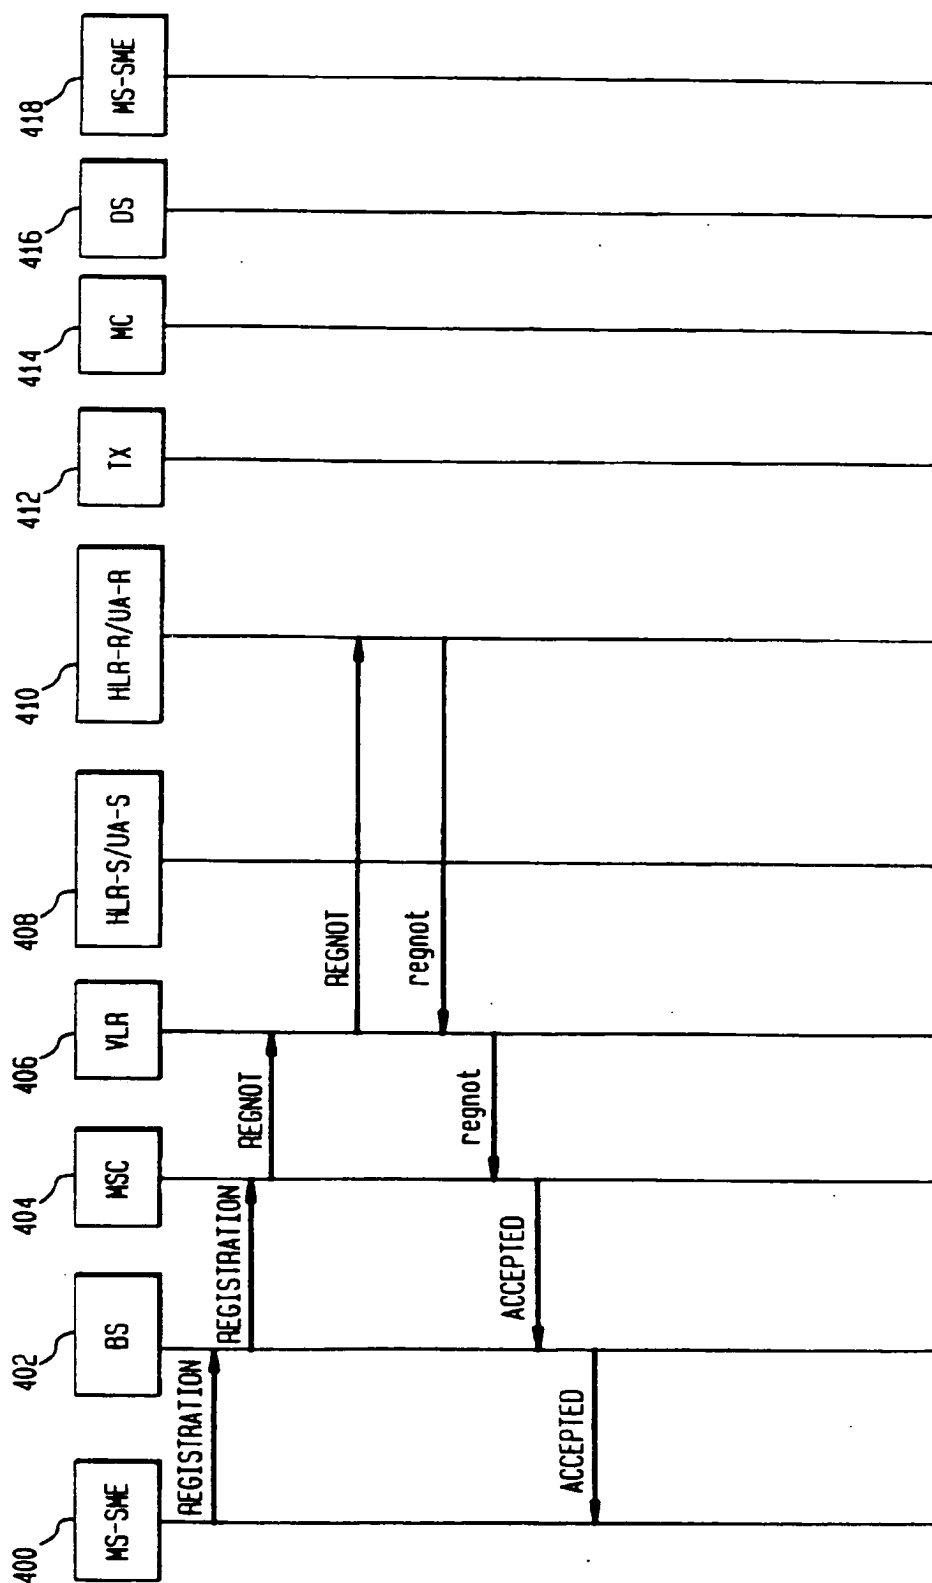 400
MS-SME
402
BS
404
MSC
406
VLR
408
HLR-S/UA-S
410
HLR-R/UA-R
412
TX
414
MC
416
DS
418
MS-SME
REGISTRATION
REGISTRATION
REGNOT
REGNOT
regnot
regnot
ACCEPTED
ACCEPTED